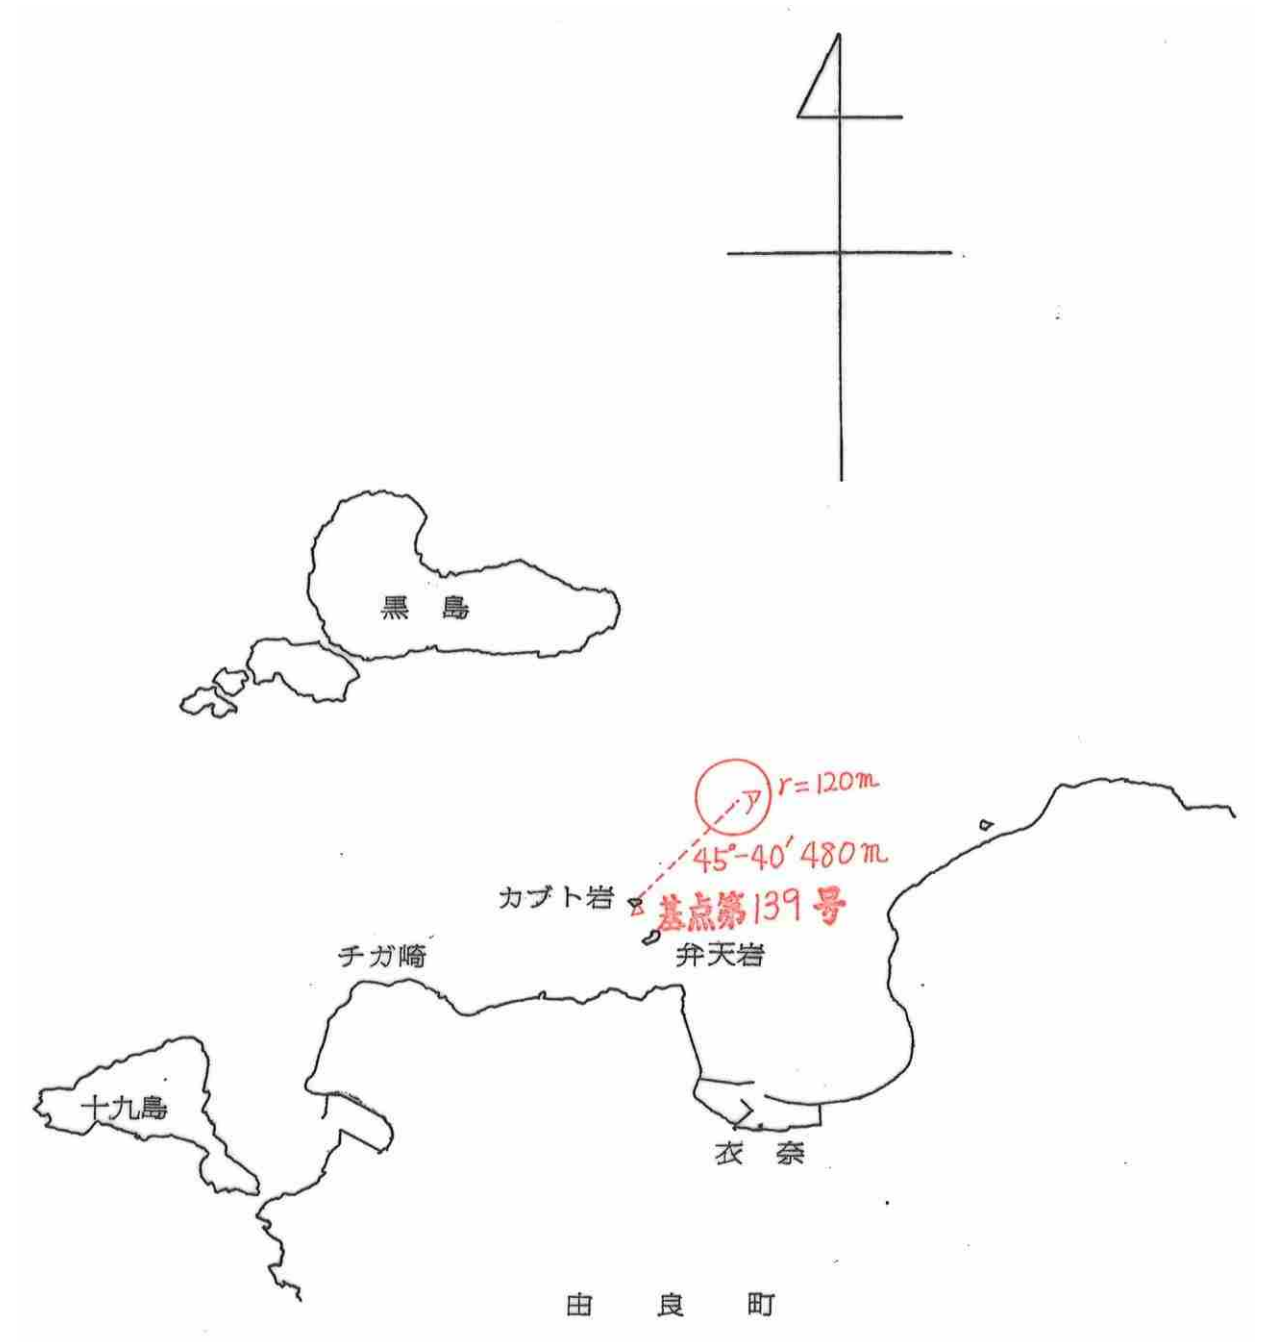 黒島
ア
r=120m
45°-40′ 480m
カブト岩
基点第139号
弁天岩
チガ崎
十九島
衣奈
由良町